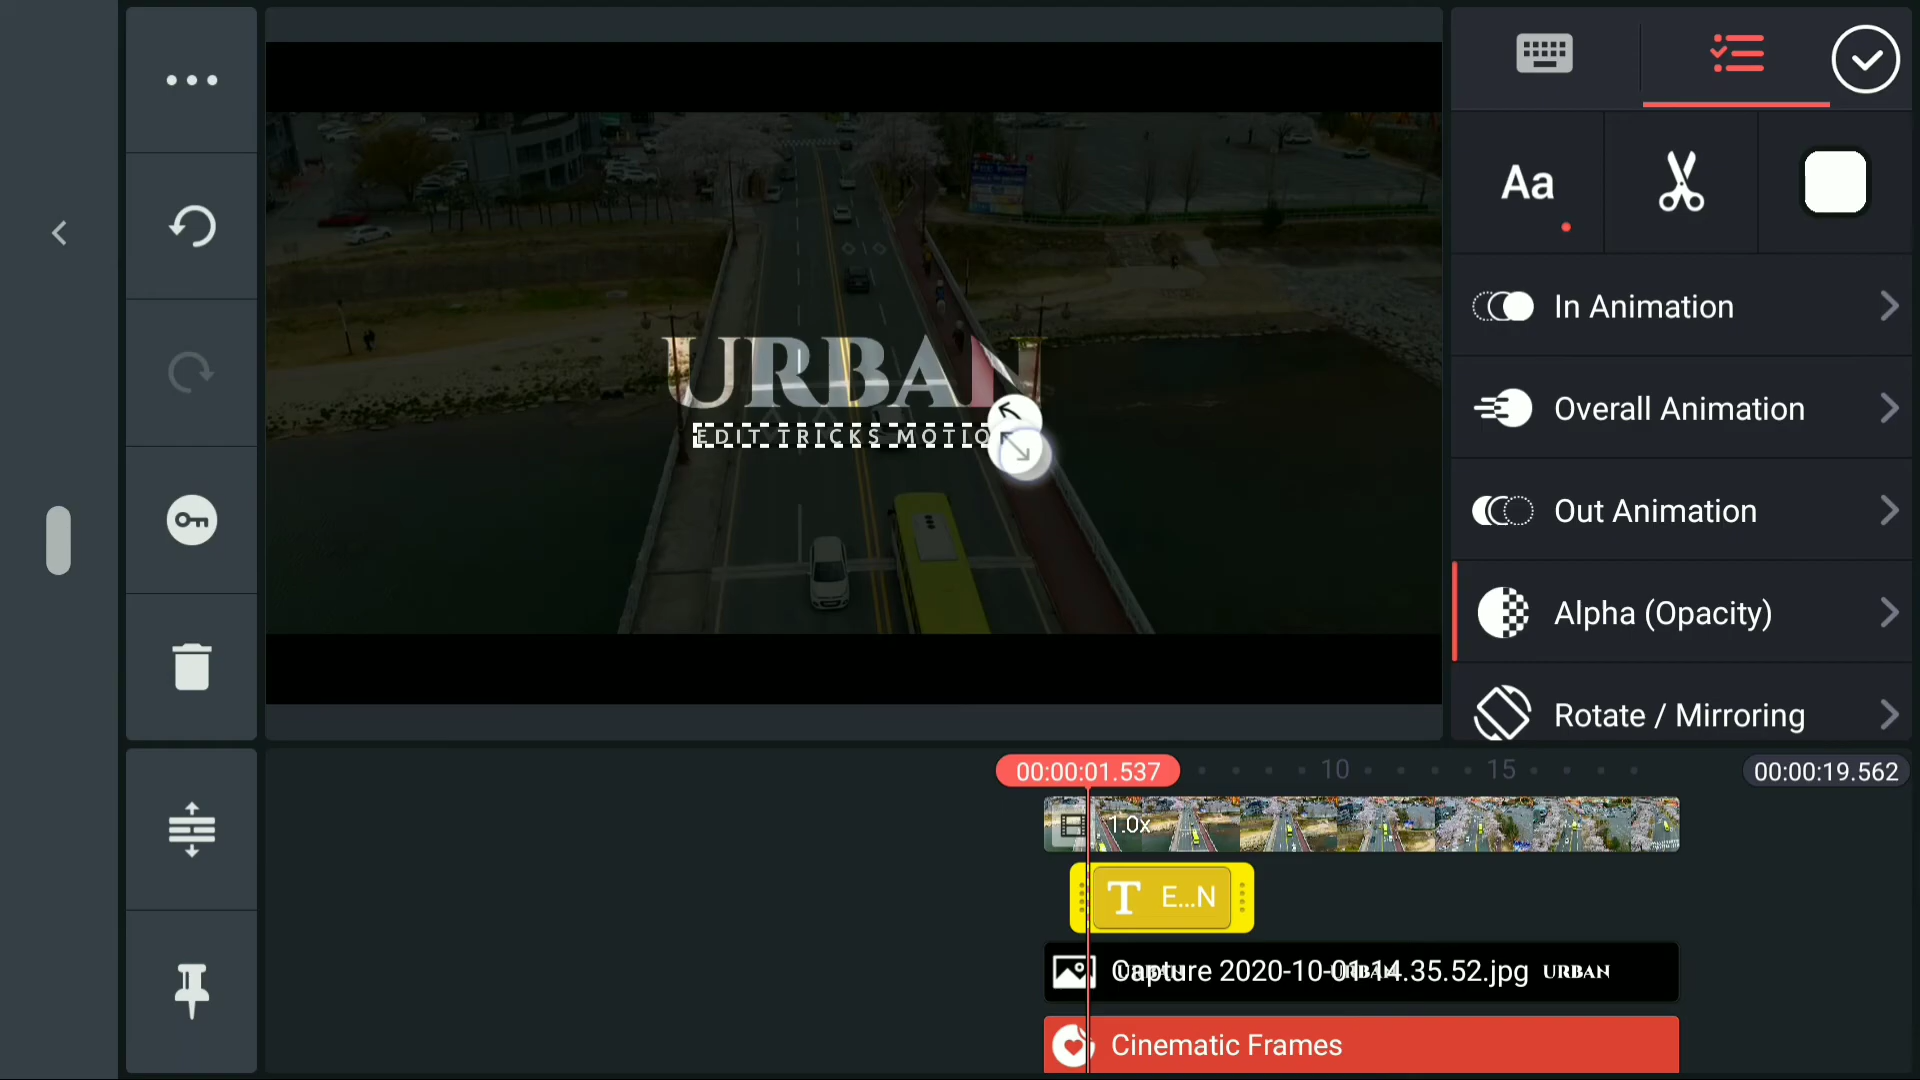 Aa
In Animation
Overall Animation
Out Animation
Alpha (Opacity)
Rotate / Mirroring
URBAN
EDIT TRICKS MOTIO
00:00:01.537
10
15
00:00:19.562
1.0x
T E...N
Capture 2020-10-01-14.35.52.jpg
URBAN
URBAN
URBAN
Cinematic Frames